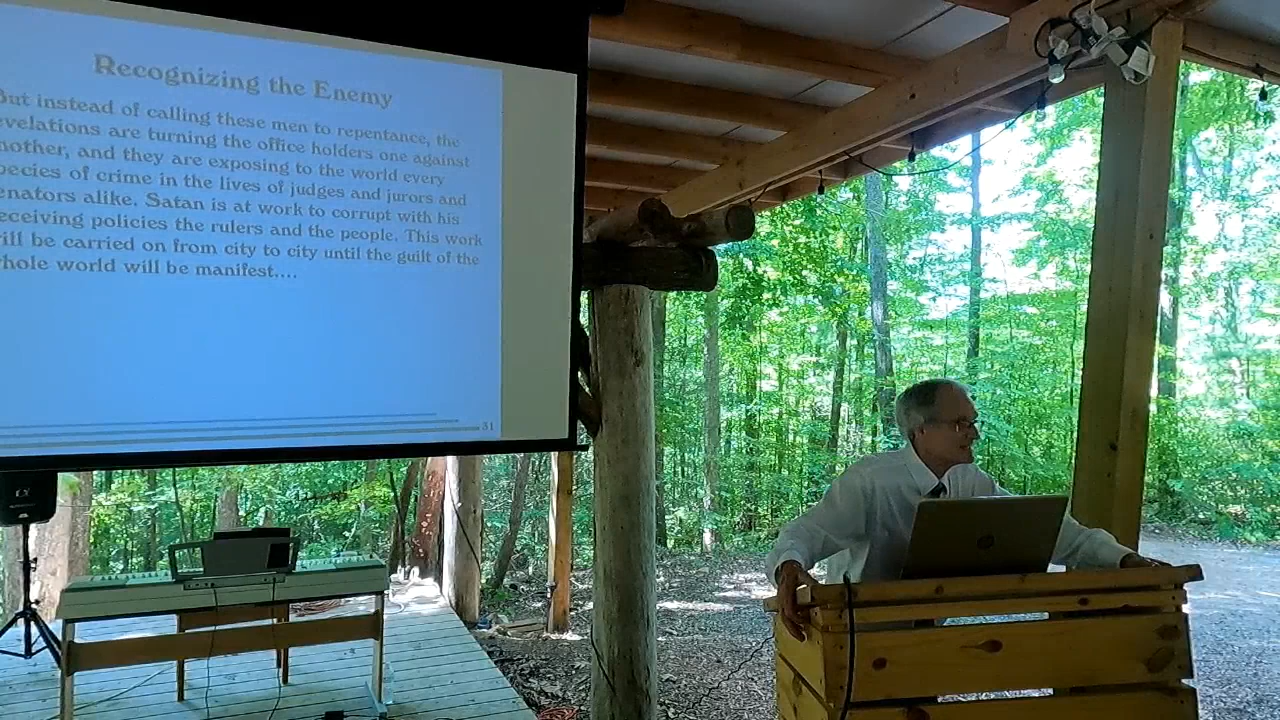 Recognizing the Enemy
But instead of calling these men to repentance, the
evelations are turning the office holders one against
nother, and they are exposing to the world every
pecies of crime in the lives of judges and jurors and
enators alike. Satan is at work to corrupt with his
eceiving policies the rulers and the people. This work
ill be carried on from city to city until the guilt of the
hole world will be manifest....
31